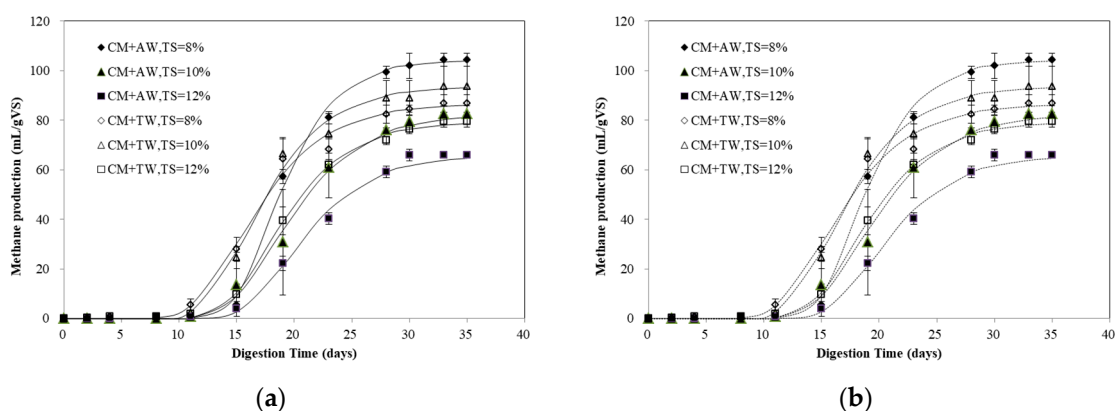 120
100
80
60
40
20
0
Methane production (mL/gVS)
CM+AW,TS=8%
CM+AW,TS=10%
CM+AW,TS=12%
CM+TW,TS=8%
CM+TW,TS=10%
CM+TW,TS=12%
0 5 10 15 20 25 30 35 40
Digestion Time (days)
(a)
120
100
80
60
40
20
0
Methane production (mL/gVS)
CM+AW,TS=8%
CM+AW,TS=10%
CM+AW,TS=12%
CM+TW,TS=8%
CM+TW,TS=10%
CM+TW,TS=12%
0 5 10 15 20 25 30 35 40
Digestion Time (days)
(b)